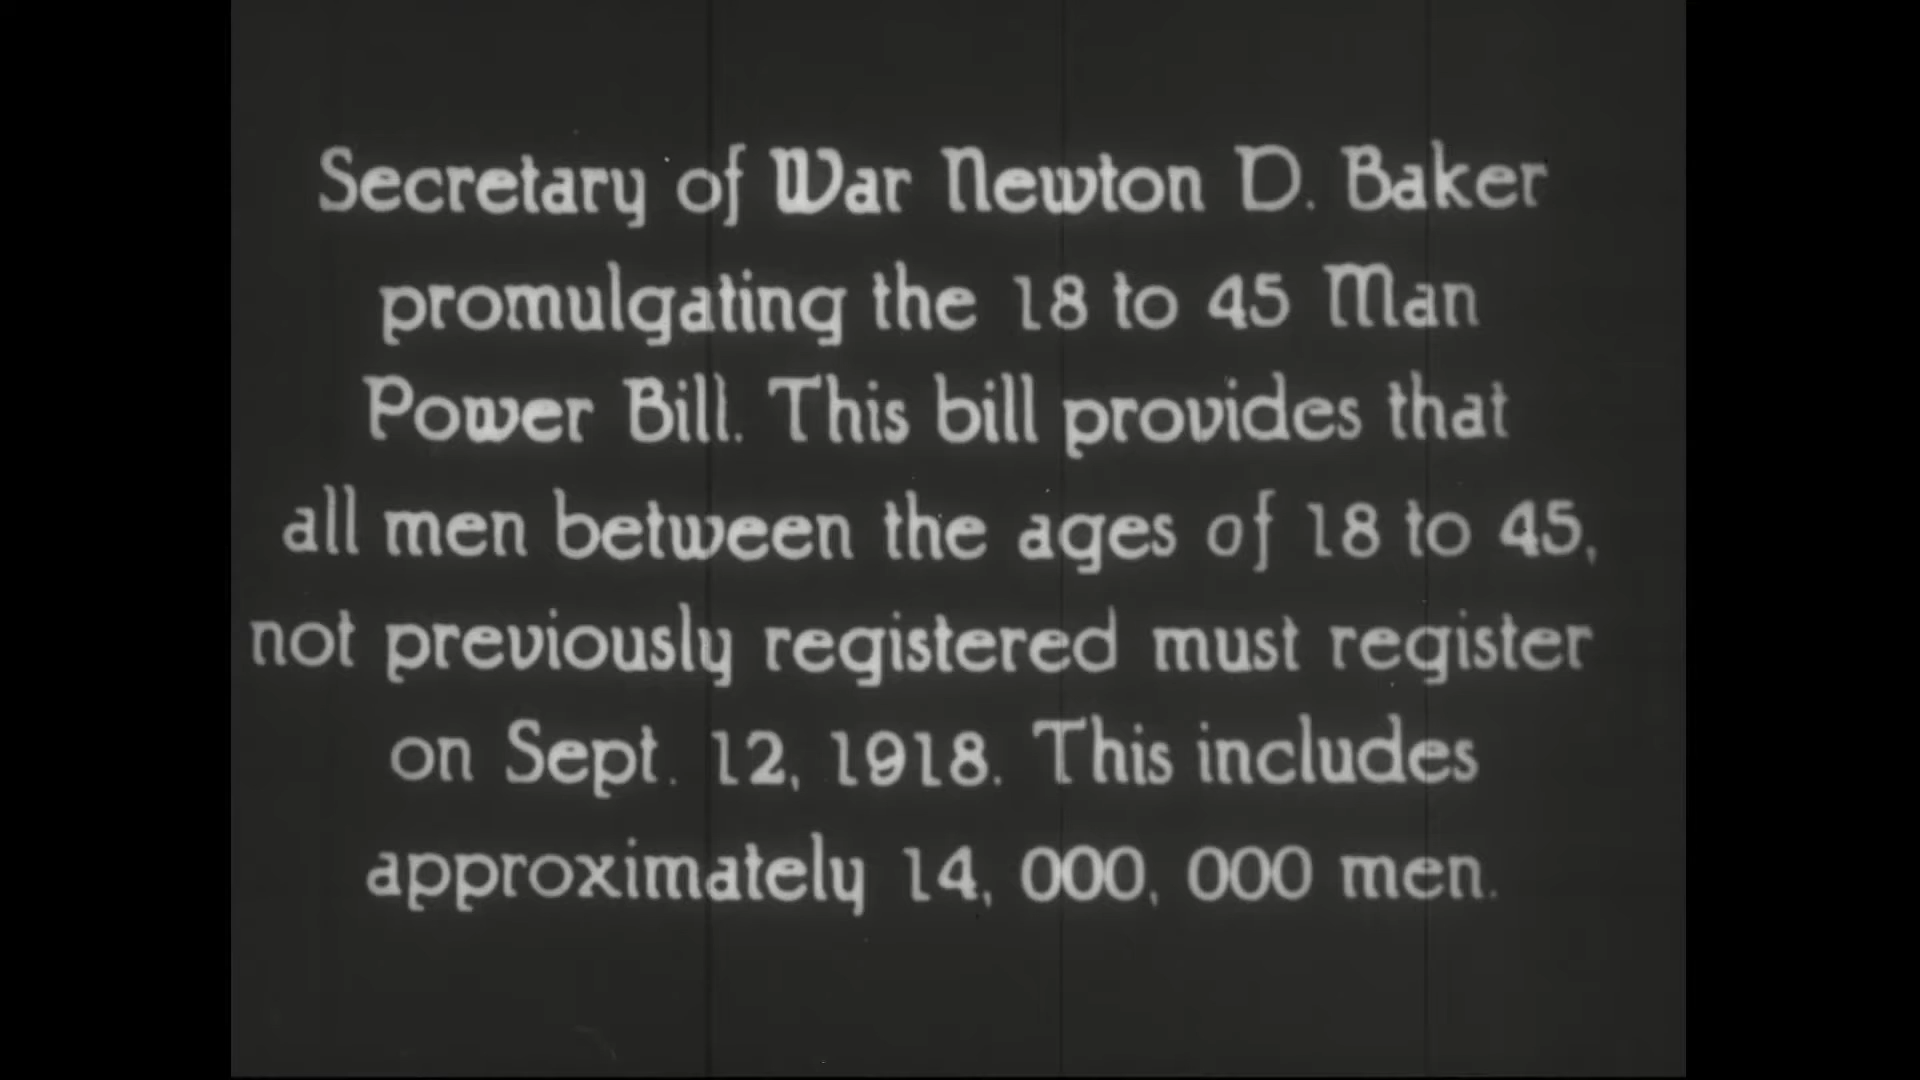 Secretary of War Newton D. Baker
promulgating the 18 to 45 Man
Power Bill. This bill provides that
all men between the ages of 18 to 45,
not previously registered must register
on Sept. 12, 1918. This includes
approximately 14, 000, 000 men.